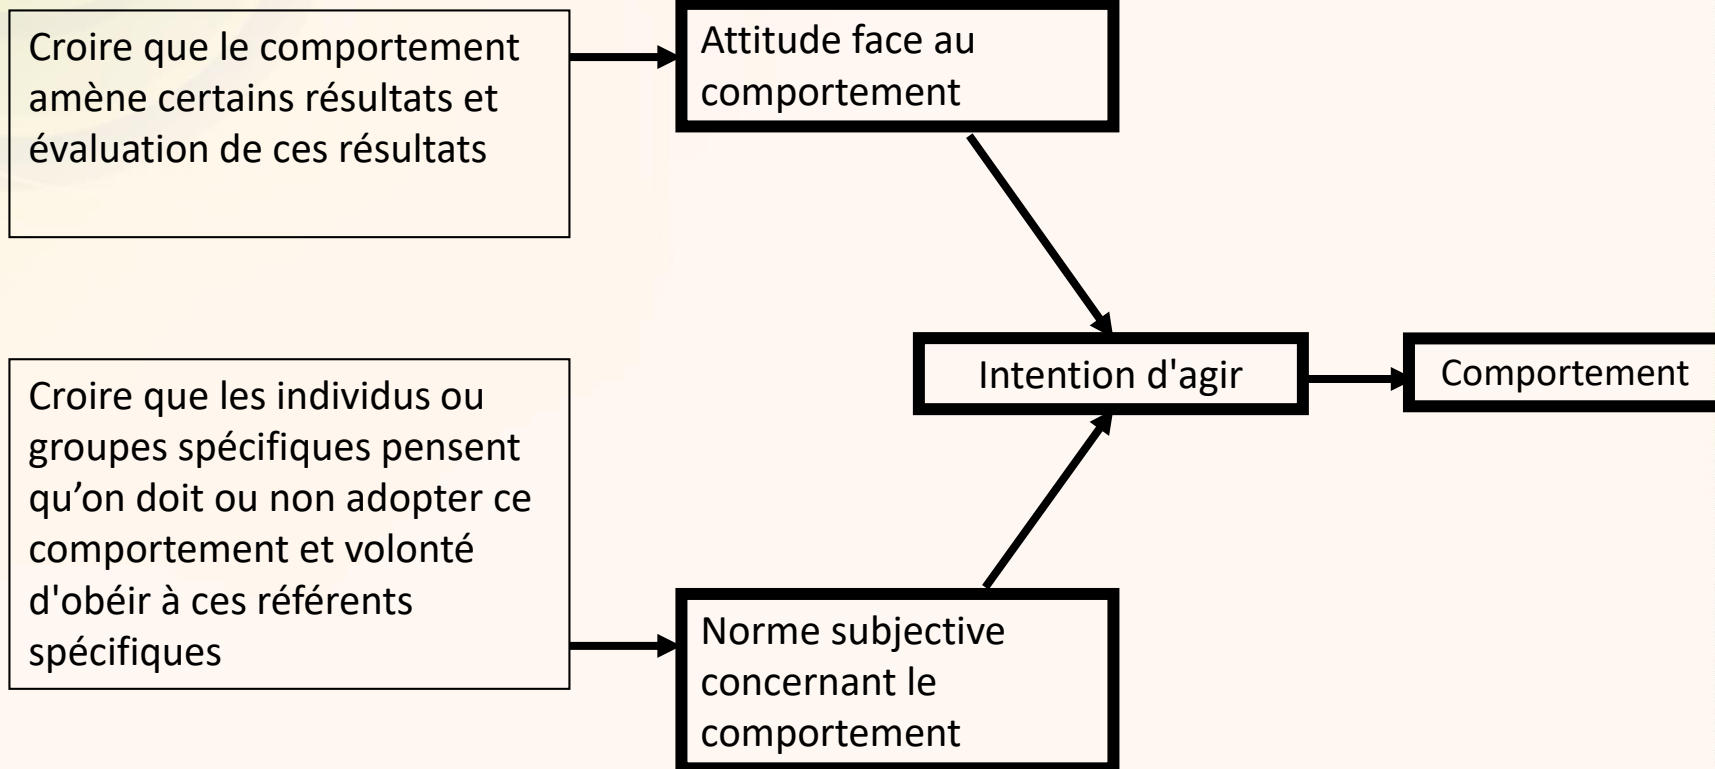 Croire que le comportement
amène certains résultats et
évaluation de ces résultats
Attitude face au
comportement
Intention d'agir
Comportement
Croire que les individus ou
groupes spécifiques pensent
qu’on doit ou non adopter ce
comportement et volonté
d'obéir à ces référents
spécifiques
Norme subjective
concernant le
comportement